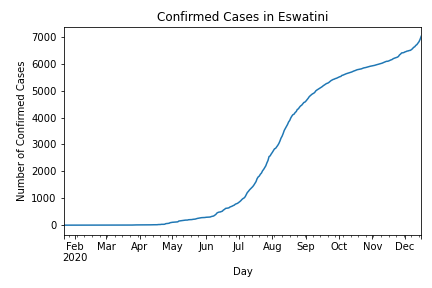 Confirmed Cases in Eswatini
Number of Confirmed Cases
7000
6000
5000
4000
3000
2000
1000
0
Feb Mar Apr May Jun Jul Aug Sep Oct Nov Dec
2020
Day